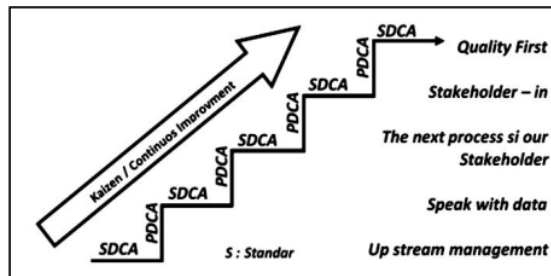 SDCA
Quality First
PDCA
SDCA
Stakeholder – in
PDCA
Kaizen / Continuos Improvment
SDCA
The next process si our
Stakeholder
PDCA
SDCA
Speak with data
PDCA
SDCA
S : Standar
Up stream management